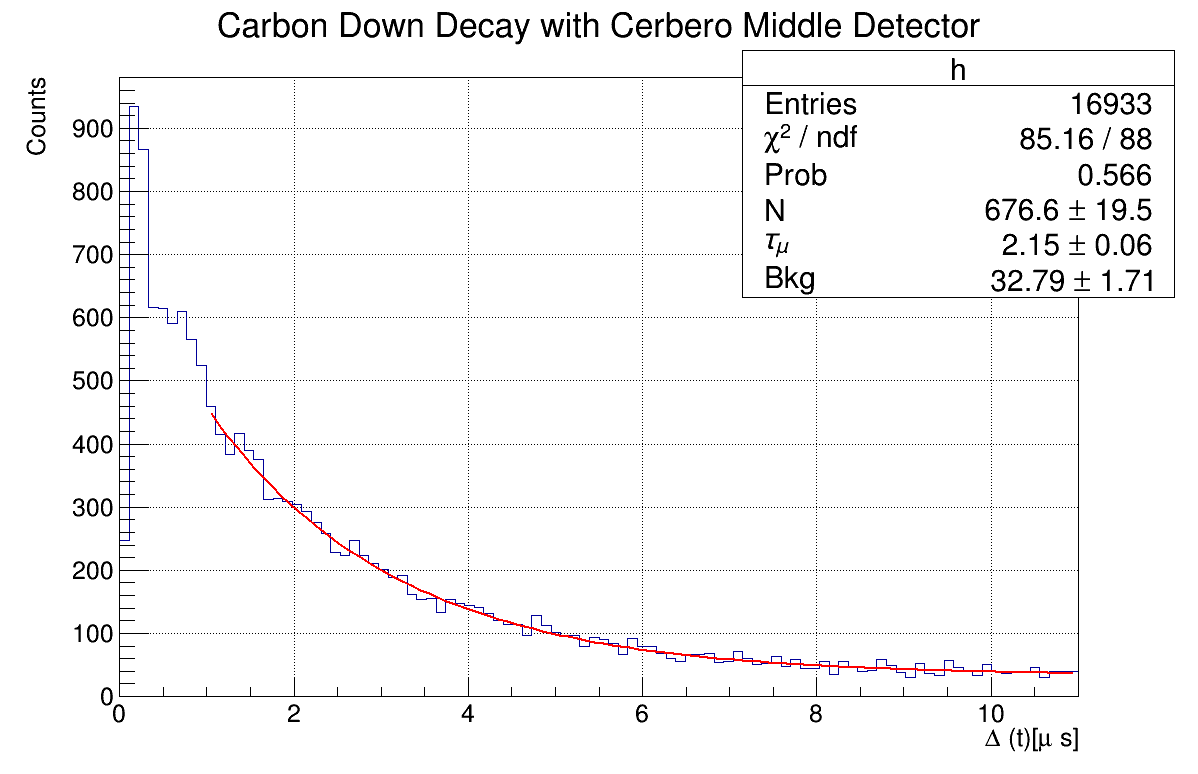 Carbon Down Decay with Cerbero Middle Detector
Counts
h
Entries 16933
χ² / ndf 85.16 / 88
Prob 0.566
N 676.6 ± 19.5
τμ 2.15 ± 0.06
Bkg 32.79 ± 1.71
900
800
700
600
500
400
300
200
100
0
0 2 4 6 8 10
Δ (t)[μ s]